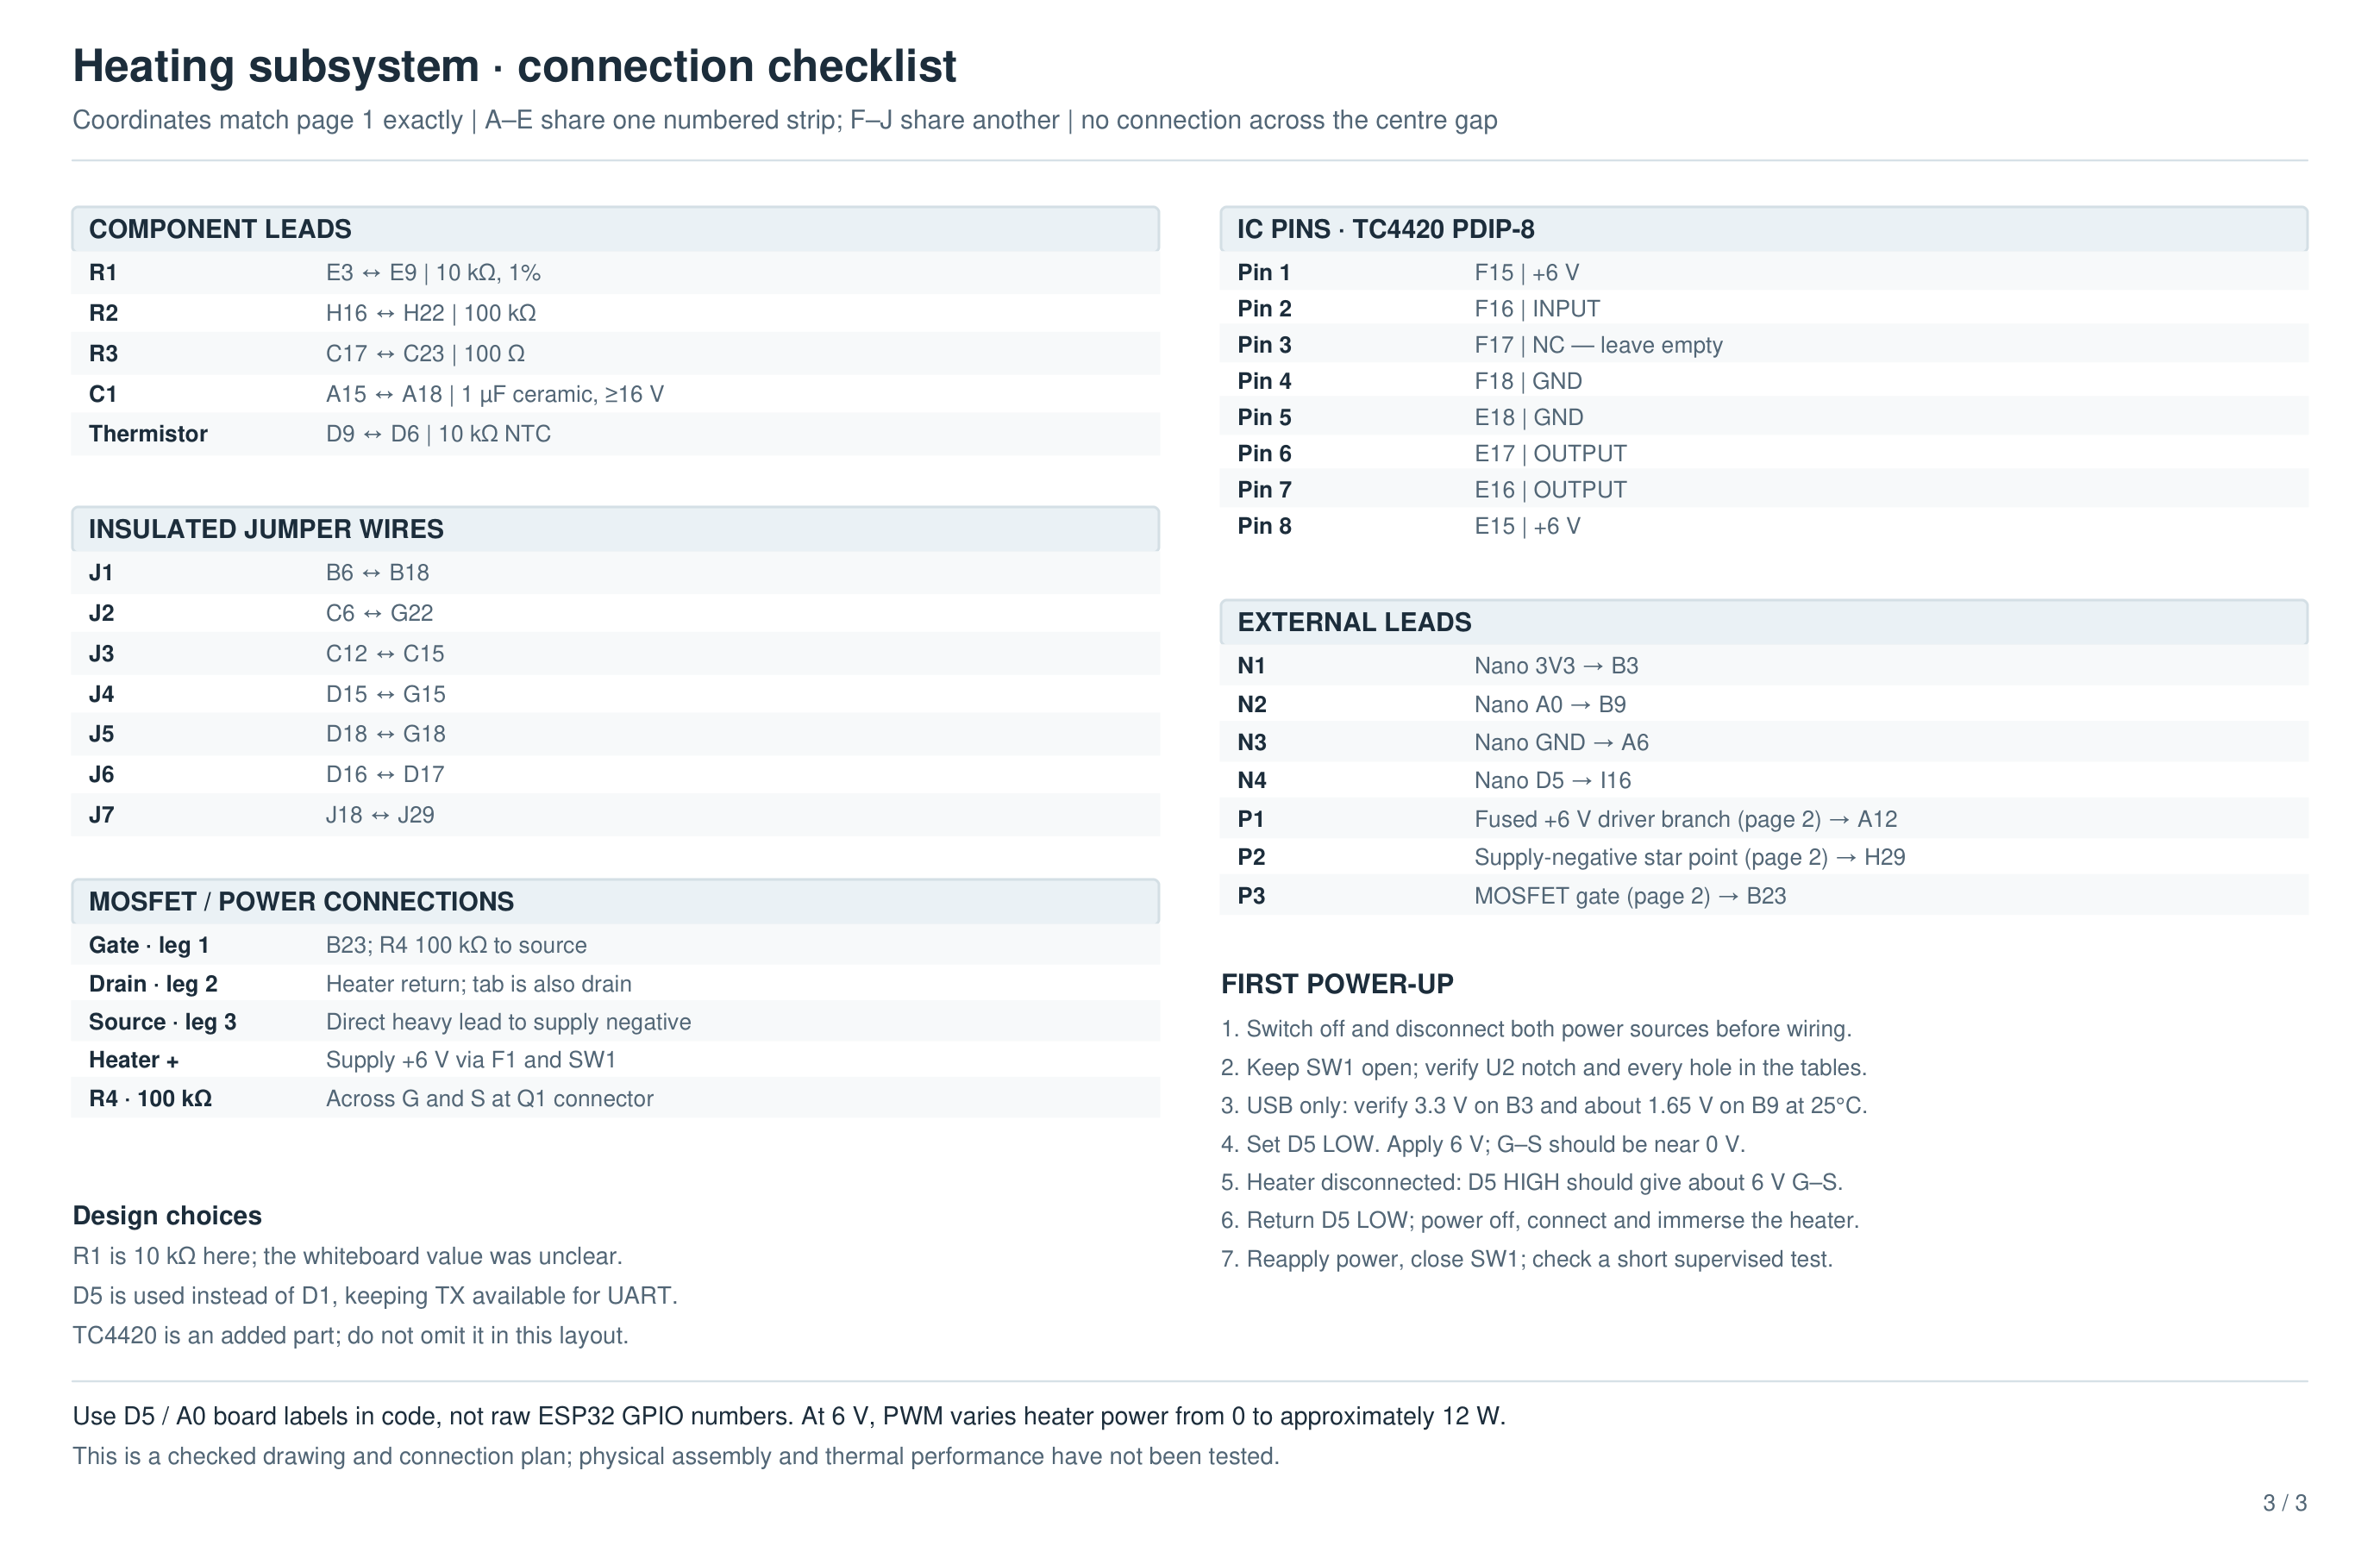 Heating subsystem · connection checklist
Coordinates match page 1 exactly | A–E share one numbered strip; F–J share another | no connection across the centre gap
COMPONENT LEADS
R1 E3 ↔ E9 | 10 kΩ, 1%
R2 H16 ↔ H22 | 100 kΩ
R3 C17 ↔ C23 | 100 Ω
C1 A15 ↔ A18 | 1 µF ceramic, ≥16 V
Thermistor D9 ↔ D6 | 10 kΩ NTC
INSULATED JUMPER WIRES
J1 B6 ↔ B18
J2 C6 ↔ G22
J3 C12 ↔ C15
J4 D15 ↔ G15
J5 D18 ↔ G18
J6 D16 ↔ D17
J7 J18 ↔ J29
MOSFET / POWER CONNECTIONS
Gate · leg 1 B23; R4 100 kΩ to source
Drain · leg 2 Heater return; tab is also drain
Source · leg 3 Direct heavy lead to supply negative
Heater + Supply +6 V via F1 and SW1
R4 · 100 kΩ Across G and S at Q1 connector
Design choices
R1 is 10 kΩ here; the whiteboard value was unclear.
D5 is used instead of D1, keeping TX available for UART.
TC4420 is an added part; do not omit it in this layout.
IC PINS · TC4420 PDIP-8
Pin 1 F15 | +6 V
Pin 2 F16 | INPUT
Pin 3 F17 | NC — leave empty
Pin 4 F18 | GND
Pin 5 E18 | GND
Pin 6 E17 | OUTPUT
Pin 7 E16 | OUTPUT
Pin 8 E15 | +6 V
EXTERNAL LEADS
N1 Nano 3V3 → B3
N2 Nano A0 → B9
N3 Nano GND → A6
N4 Nano D5 → I16
P1 Fused +6 V driver branch (page 2) → A12
P2 Supply-negative star point (page 2) → H29
P3 MOSFET gate (page 2) → B23
FIRST POWER-UP
1. Switch off and disconnect both power sources before wiring.
2. Keep SW1 open; verify U2 notch and every hole in the tables.
3. USB only: verify 3.3 V on B3 and about 1.65 V on B9 at 25°C.
4. Set D5 LOW. Apply 6 V; G–S should be near 0 V.
5. Heater disconnected: D5 HIGH should give about 6 V G–S.
6. Return D5 LOW; power off, connect and immerse the heater.
7. Reapply power, close SW1; check a short supervised test.
Use D5 / A0 board labels in code, not raw ESP32 GPIO numbers. At 6 V, PWM varies heater power from 0 to approximately 12 W.
This is a checked drawing and connection plan; physical assembly and thermal performance have not been tested.
3 / 3